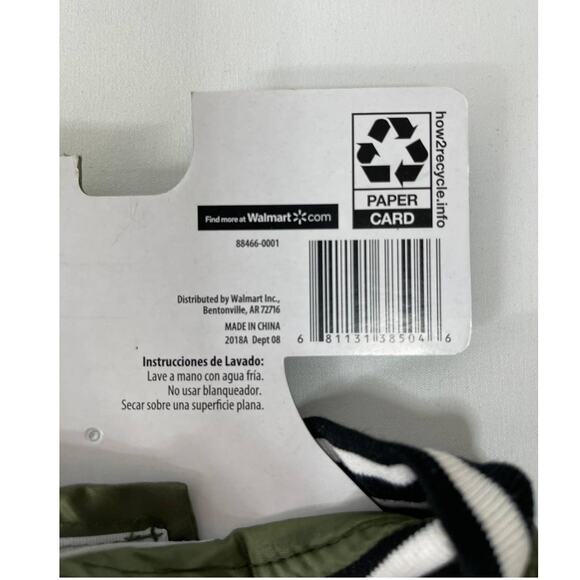 how2recycle.info
PAPER
CARD
Find more at Walmart.com
88466-0001
Distributed by Walmart Inc.,
Bentonville, AR 72716
MADE IN CHINA
2018A Dept 08
6 81131 38504 6
Instrucciones de Lavado:
Lave a mano con agua fría.
No usar blanqueador.
Secar sobre una superficie plana.